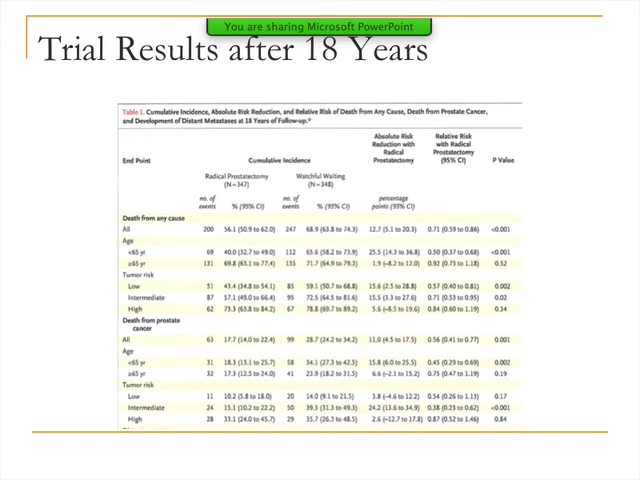 You are sharing Microsoft PowerPoint
Trial Results after 18 Years
Table 1. Cumulative Incidence, Absolute Risk Reduction, and Relative Risk of Death from Any Cause, Death from Prostate Cancer,
and Development of Distant Metastases at 18 Years of Follow-up.*
End Point Cumulative Incidence Absolute Risk Reduction with Radical Prostatectomy Relative Risk with Radical Prostatectomy (95% CI) P Value
Radical Prostatectomy (N=347) Watchful Waiting (N=348)
no. of events % (95% CI) no. of events % (95% CI) percentage points (95% CI)
Death from any cause
All 200 56.1 (50.9 to 62.0) 247 68.9 (63.8 to 74.3) 12.7 (5.1 to 20.3) 0.71 (0.59 to 0.86) <0.001
Age
<65 yr 69 40.0 (32.7 to 49.0) 112 65.6 (58.2 to 73.9) 25.5 (14.3 to 36.8) 0.50 (0.37 to 0.68) <0.001
≥65 yr 131 69.8 (63.1 to 77.4) 135 71.7 (64.9 to 79.3) 1.9 (−8.2 to 12.0) 0.92 (0.73 to 1.18) 0.52
Tumor risk
Low 51 43.4 (34.8 to 54.1) 85 59.1 (50.7 to 68.8) 15.6 (2.5 to 28.8) 0.57 (0.40 to 0.81) 0.002
Intermediate 87 57.1 (49.0 to 66.4) 95 72.5 (64.5 to 81.6) 15.5 (3.3 to 27.6) 0.71 (0.53 to 0.95) 0.02
High 62 73.3 (63.8 to 84.2) 67 78.8 (69.7 to 89.2) 5.6 (−8.5 to 19.6) 0.84 (0.60 to 1.19) 0.34
Death from prostate cancer
All 63 17.7 (14.0 to 22.4) 99 28.7 (24.2 to 34.2) 11.0 (4.5 to 17.5) 0.56 (0.41 to 0.77) 0.001
Age
<65 yr 31 18.3 (13.1 to 25.7) 58 34.1 (27.3 to 42.5) 15.8 (6.0 to 25.5) 0.45 (0.29 to 0.69) 0.002
≥65 yr 32 17.3 (12.5 to 24.0) 41 23.9 (18.2 to 31.5) 6.6 (−2.1 to 15.2) 0.75 (0.47 to 1.19) 0.19
Tumor risk
Low 11 10.2 (5.8 to 18.0) 20 14.0 (9.1 to 21.5) 3.8 (−4.6 to 12.2) 0.54 (0.26 to 1.13) 0.17
Intermediate 24 15.1 (10.2 to 22.2) 50 39.3 (31.3 to 49.3) 24.2 (13.6 to 34.9) 0.38 (0.23 to 0.62) <0.001
High 28 33.1 (24.0 to 45.7) 29 35.7 (26.3 to 48.5) 2.6 (−12.7 to 17.8) 0.87 (0.52 to 1.46) 0.84